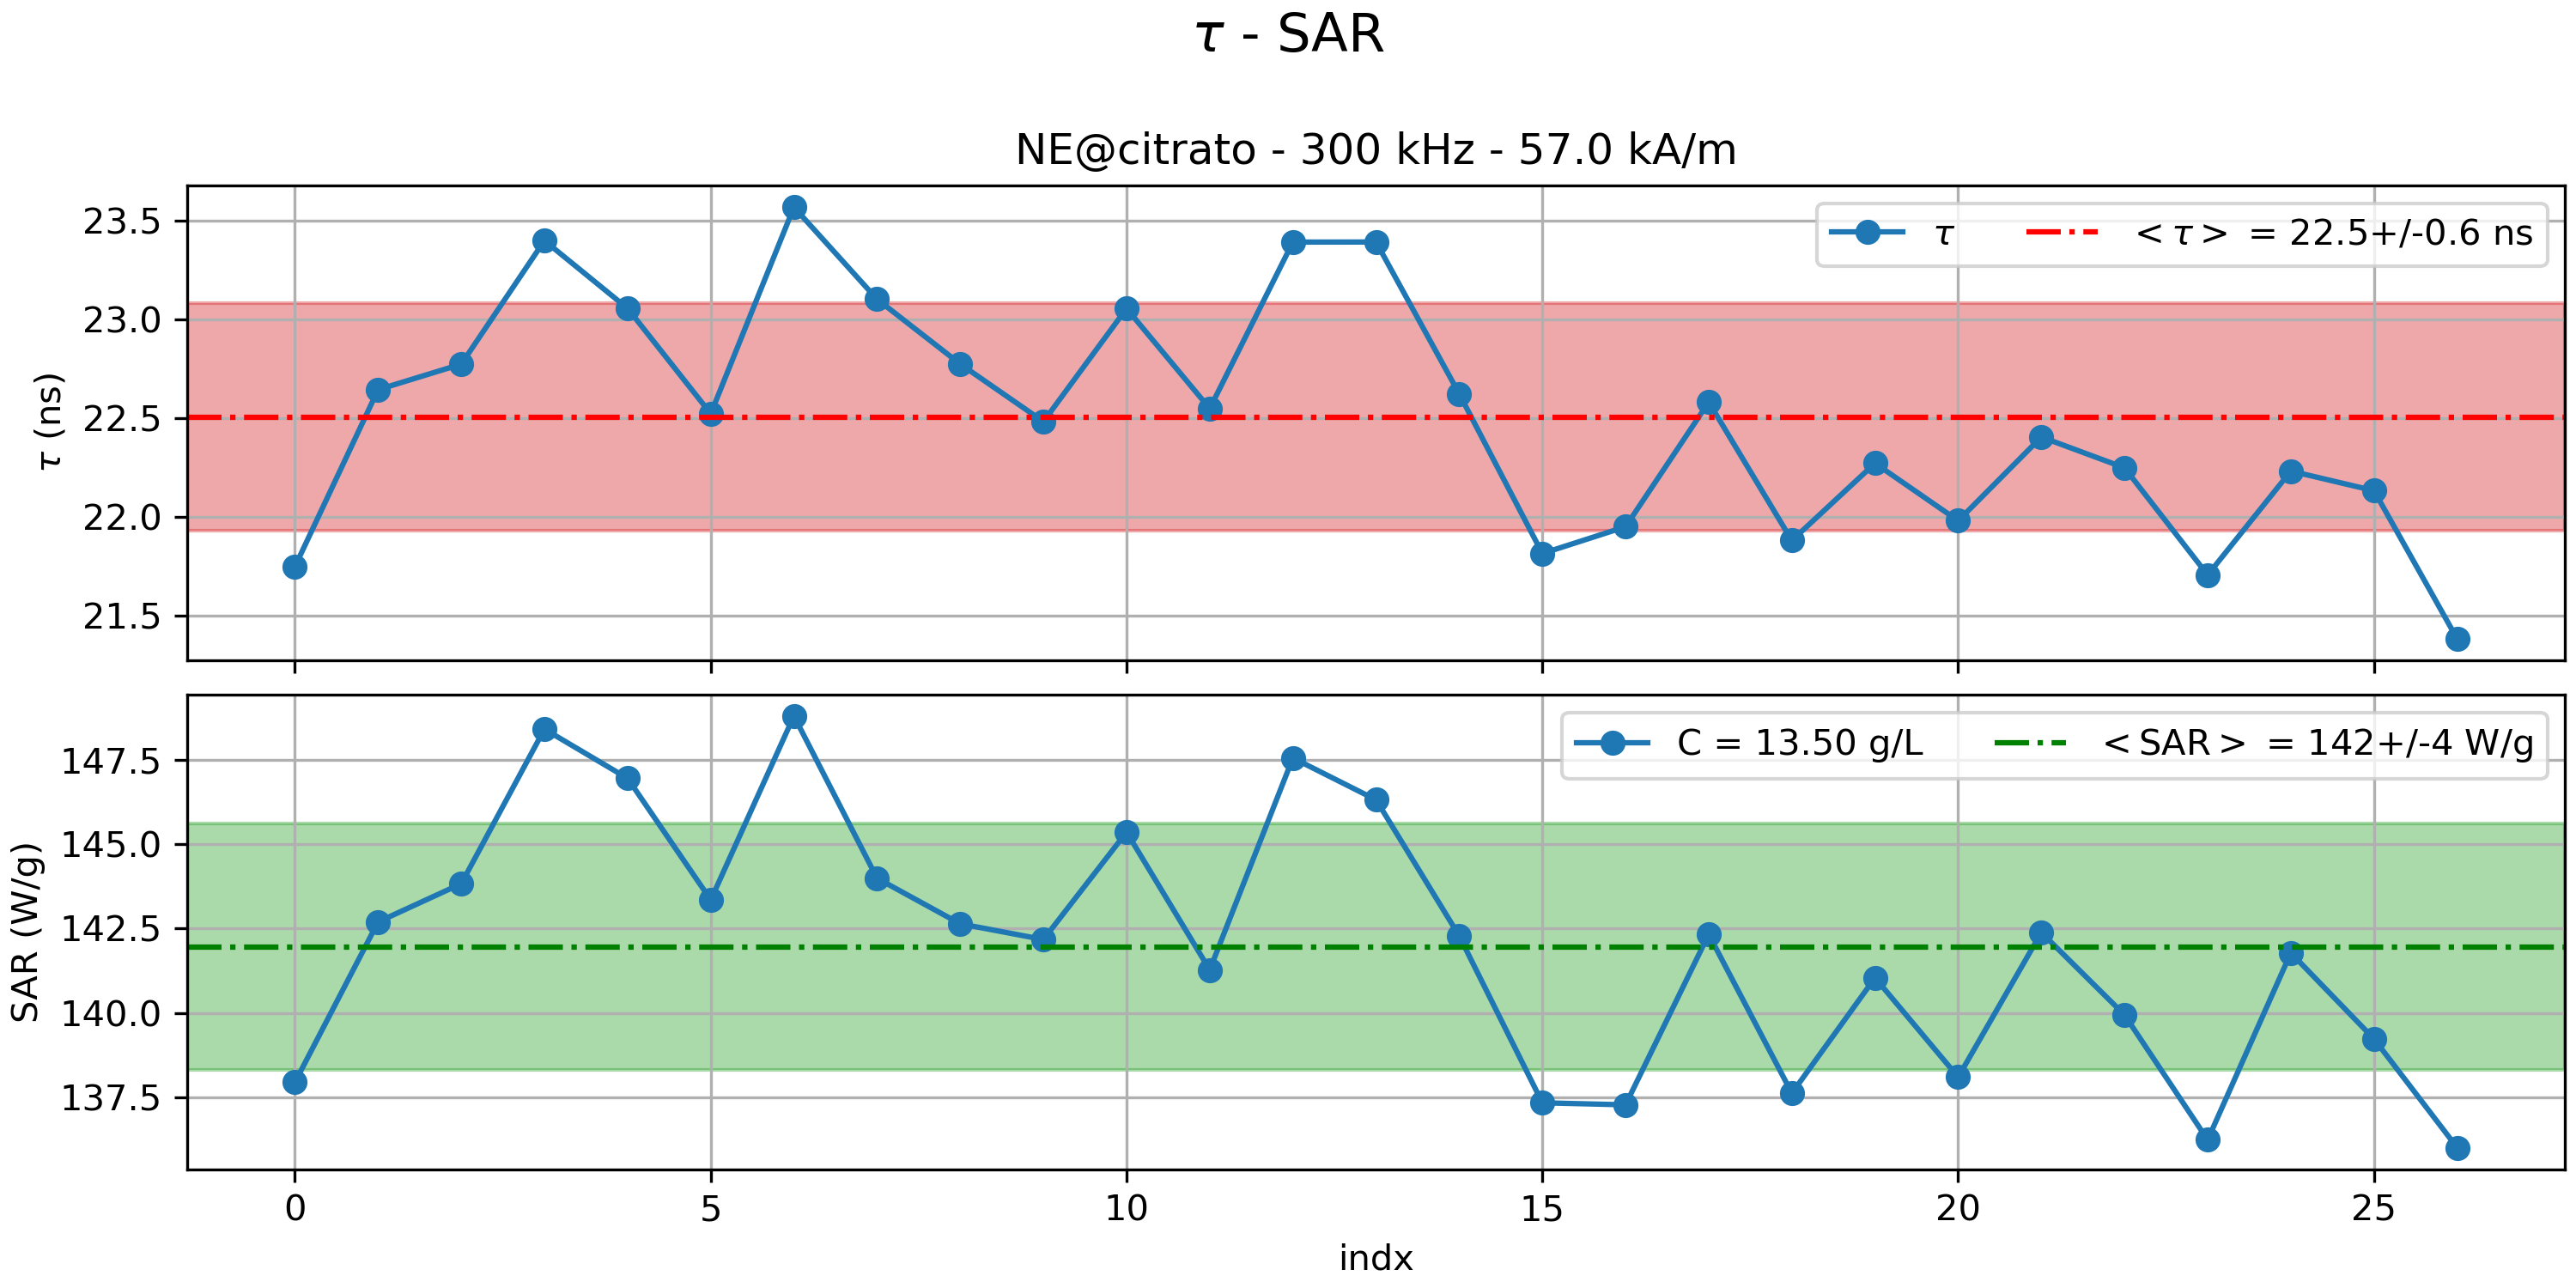 τ - SAR
NE@citrato - 300 kHz - 57.0 kA/m
τ (ns)
23.5
23.0
22.5
22.0
21.5
τ
<τ> = 22.5+/-0.6 ns
SAR (W/g)
147.5
145.0
142.5
140.0
137.5
C = 13.50 g/L
<SAR> = 142+/-4 W/g
0 5 10 15 20 25
indx